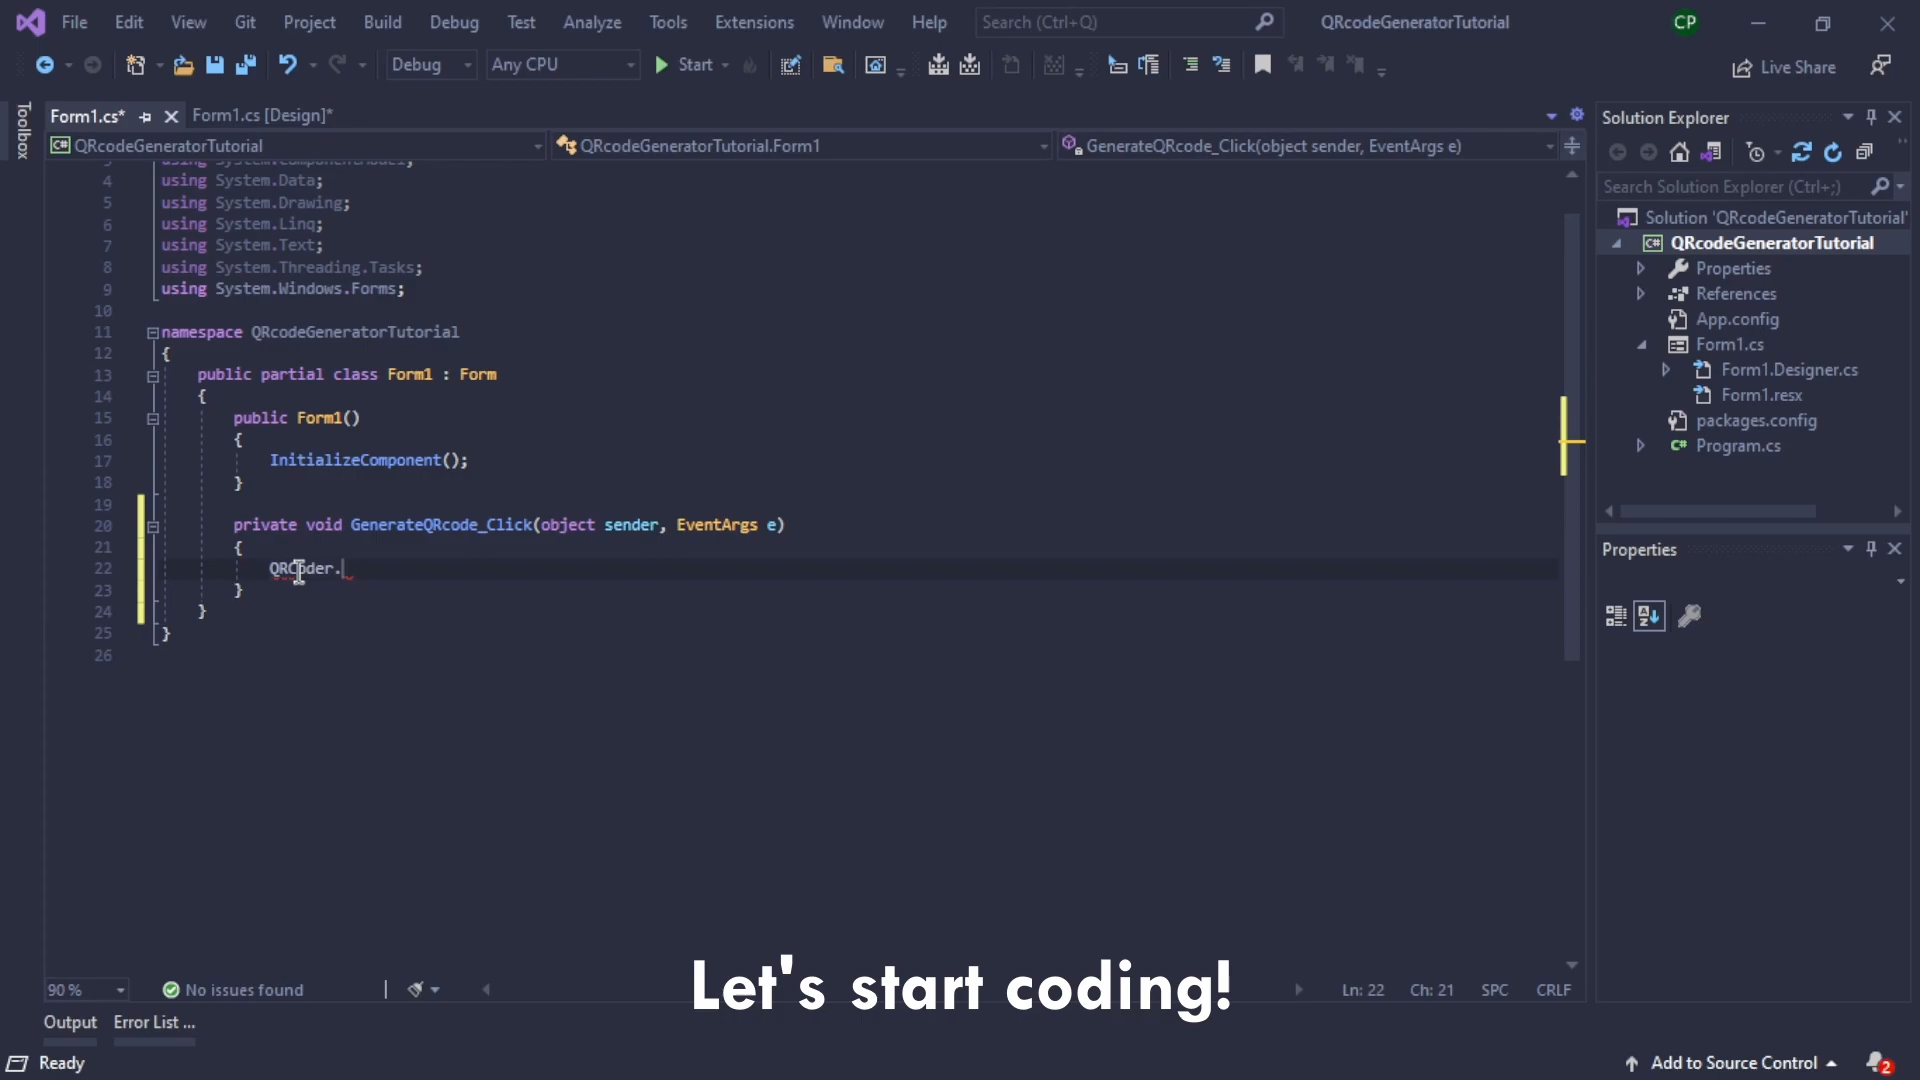 File Edit View Git Project Build Debug Test Analyze Tools Extensions Window Help Search (Ctrl+Q) QRcodeGeneratorTutorial CP
Debug Any CPU Start Live Share
Toolbox
Form1.cs* Form1.cs [Design]*
C# QRcodeGeneratorTutorial QRcodeGeneratorTutorial.Form1 GenerateQRcode_Click(object sender, EventArgs e)
3 using System.ComponentModel;
4 using System.Data;
5 using System.Drawing;
6 using System.Linq;
7 using System.Text;
8 using System.Threading.Tasks;
9 using System.Windows.Forms;
10
11 namespace QRcodeGeneratorTutorial
12 {
13 public partial class Form1 : Form
14 {
15 public Form1()
16 {
17 InitializeComponent();
18 }
19
20 private void GenerateQRcode_Click(object sender, EventArgs e)
21 {
22 QRCoder.
23 }
24 }
25 }
26
Solution Explorer
Search Solution Explorer (Ctrl+;)
Solution 'QRcodeGeneratorTutorial'
C# QRcodeGeneratorTutorial
Properties
References
App.config
Form1.cs
Form1.Designer.cs
Form1.resx
packages.config
C# Program.cs
Properties
Let's start coding!
90 % No issues found Ln: 22 Ch: 21 SPC CRLF
Output Error List ...
Ready Add to Source Control 2